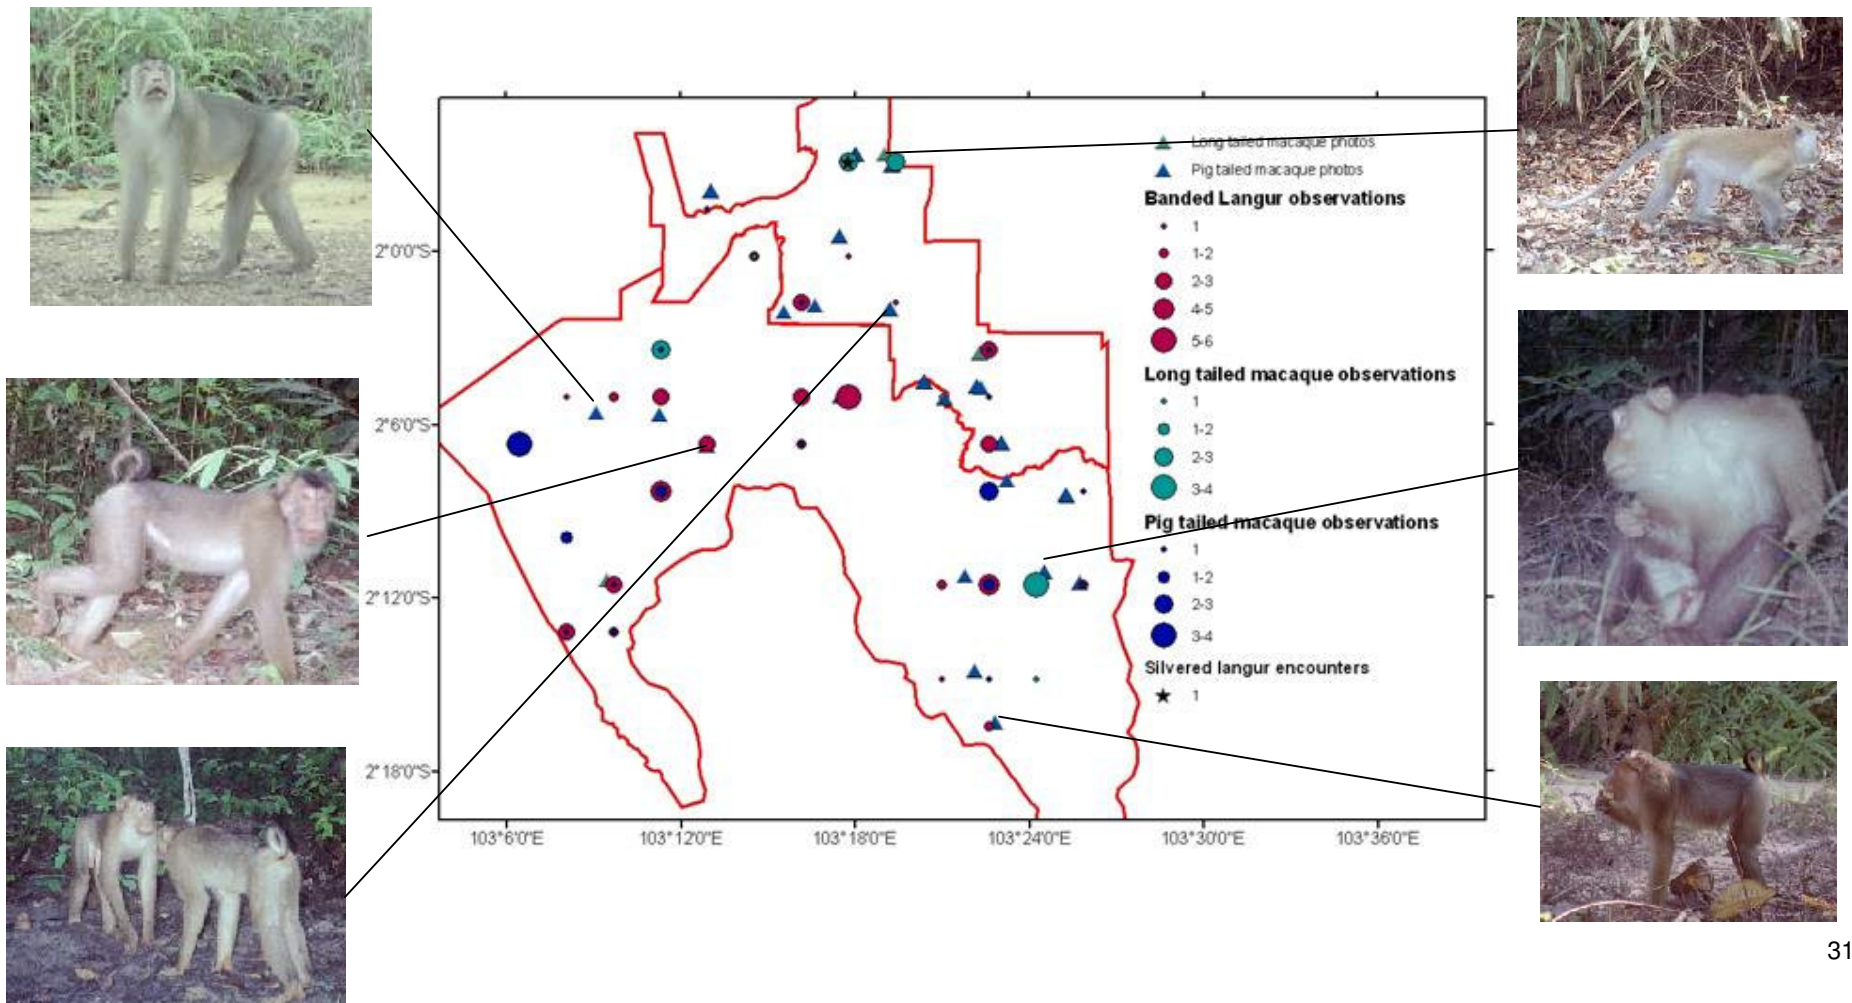 Long tailed macaque photos
Pig tailed macaque photos
Banded Langur observations
1
1-2
2-3
4-5
5-6
Long tailed macaque observations
1
1-2
2-3
3-4
Pig tailed macaque observations
1
1-2
2-3
3-4
Silvered langur encounters
1
2°0'0"S
2°6'0"S
2°12'0"S
2°18'0"S
103°6'0"E
103°12'0"E
103°18'0"E
103°24'0"E
103°30'0"E
103°36'0"E
31